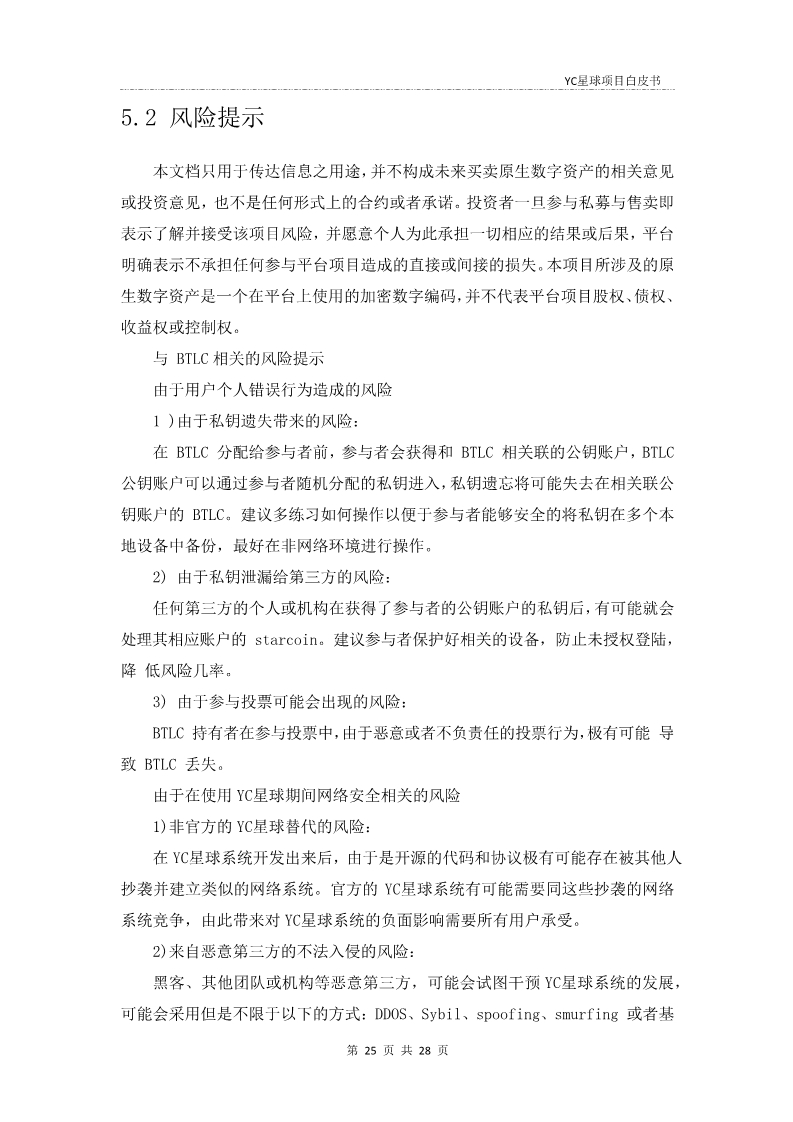 YC星球项目白皮书
5.2 风险提示
本文档只用于传达信息之用途,并不构成未来买卖原生数字资产的相关意见
或投资意见，也不是任何形式上的合约或者承诺。投资者一旦参与私募与售卖即
表示了解并接受该项目风险，并愿意个人为此承担一切相应的结果或后果，平台
明确表示不承担任何参与平台项目造成的直接或间接的损失。本项目所涉及的原
生数字资产是一个在平台上使用的加密数字编码，并不代表平台项目股权、债权、
收益权或控制权。
与 BTLC 相关的风险提示
由于用户个人错误行为造成的风险
1 )由于私钥遗失带来的风险：
在 BTLC 分配给参与者前，参与者会获得和 BTLC 相关联的公钥账户，BTLC
公钥账户可以通过参与者随机分配的私钥进入，私钥遗忘将可能失去在相关联公
钥账户的 BTLC。建议多练习如何操作以便于参与者能够安全的将私钥在多个本
地设备中备份，最好在非网络环境进行操作。
2) 由于私钥泄漏给第三方的风险：
任何第三方的个人或机构在获得了参与者的公钥账户的私钥后，有可能就会
处理其相应账户的 starcoin。建议参与者保护好相关的设备，防止未授权登陆，
降 低风险几率。
3) 由于参与投票可能会出现的风险：
BTLC 持有者在参与投票中，由于恶意或者不负责任的投票行为，极有可能 导
致 BTLC 丢失。
由于在使用 YC星球期间网络安全相关的风险
1)非官方的 YC星球替代的风险：
在 YC星球系统开发出来后，由于是开源的代码和协议极有可能存在被其他人
抄袭并建立类似的网络系统。官方的 YC星球系统有可能需要同这些抄袭的网络
系统竞争，由此带来对 YC星球系统的负面影响需要所有用户承受。
2)来自恶意第三方的不法入侵的风险：
黑客、其他团队或机构等恶意第三方，可能会试图干预 YC星球系统的发展，
可能会采用但是不限于以下的方式：DDOS、Sybil、spoofing、smurfing 或者基
第 25 页 共 28 页